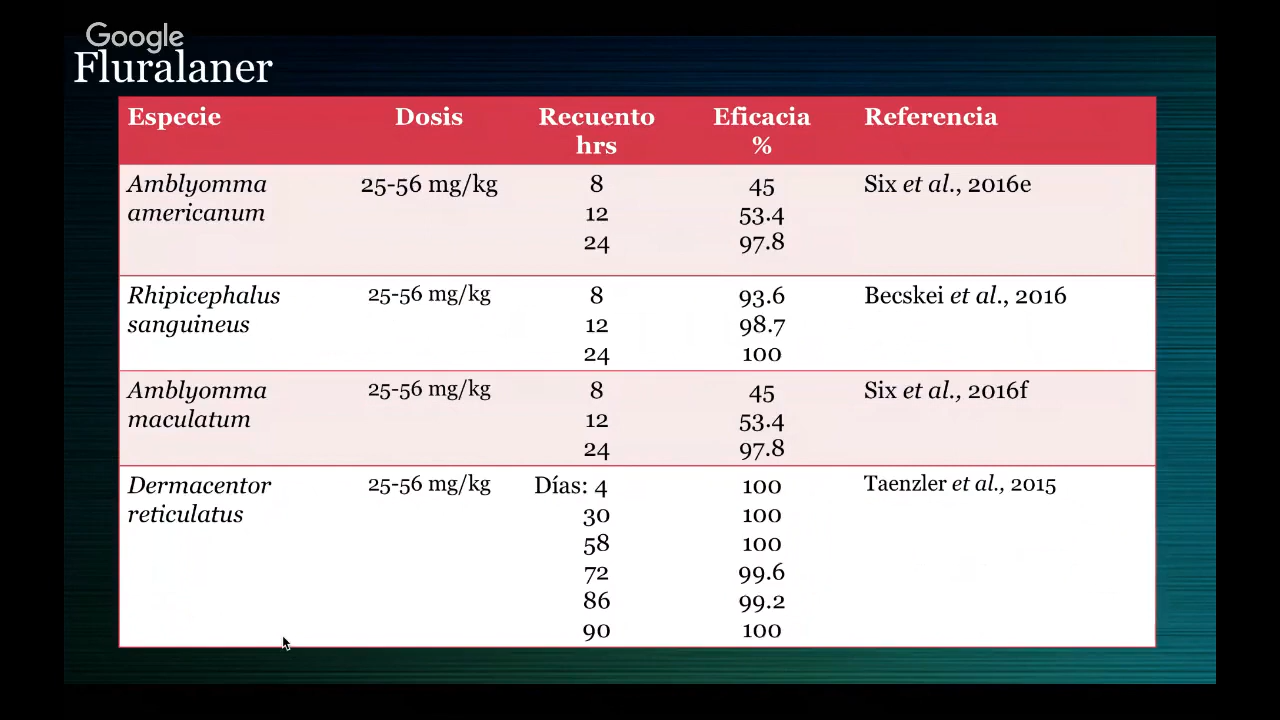 Google
Fluralaner
Especie Dosis Recuento hrs Eficacia % Referencia
Amblyomma americanum 25-56 mg/kg 8 45 Six et al., 2016e
12 53.4
24 97.8
Rhipicephalus sanguineus 25-56 mg/kg 8 93.6 Becskei et al., 2016
12 98.7
24 100
Amblyomma maculatum 25-56 mg/kg 8 45 Six et al., 2016f
12 53.4
24 97.8
Dermacentor reticulatus 25-56 mg/kg Días: 4 100 Taenzler et al., 2015
30 100
58 100
72 99.6
86 99.2
90 100